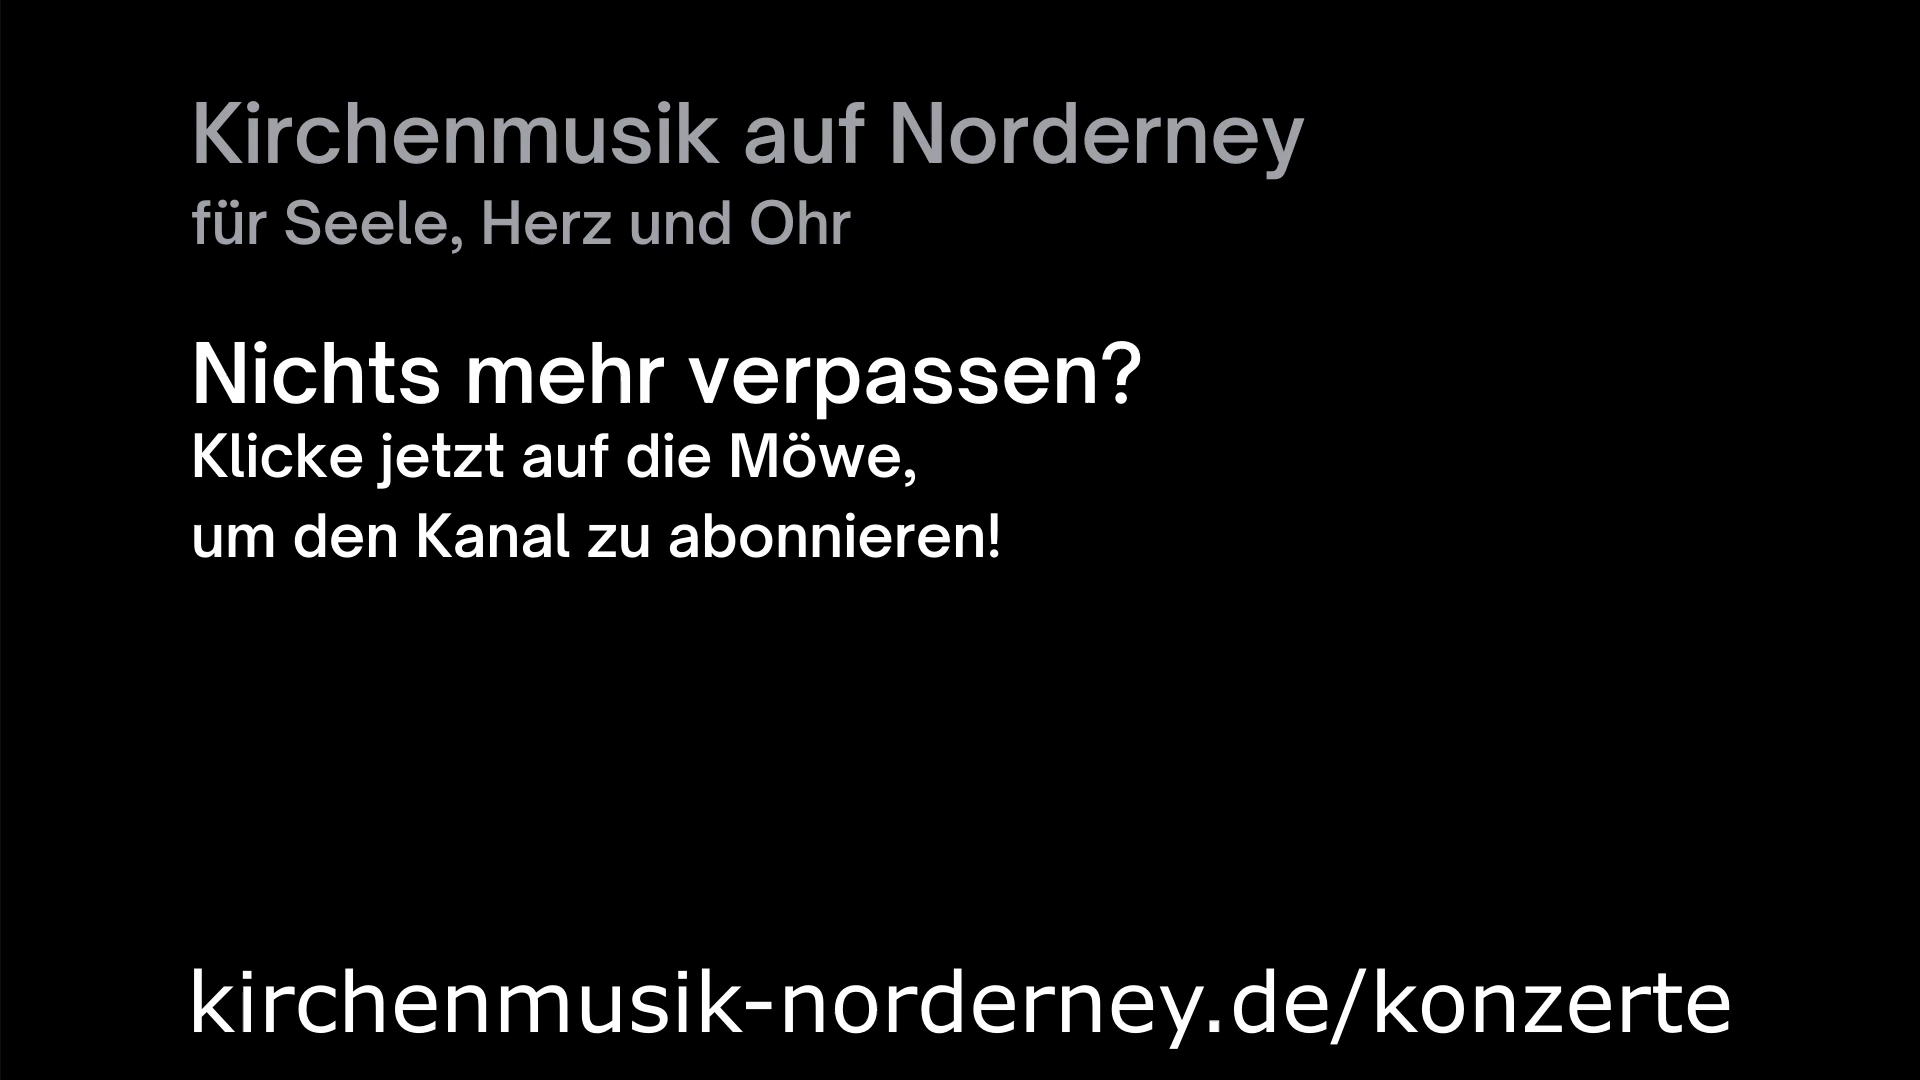 Kirchenmusik auf Norderney
für Seele, Herz und Ohr
Nichts mehr verpassen?
Klicke jetzt auf die Möwe,
um den Kanal zu abonnieren!
kirchenmusik-norderney.de/konzerte